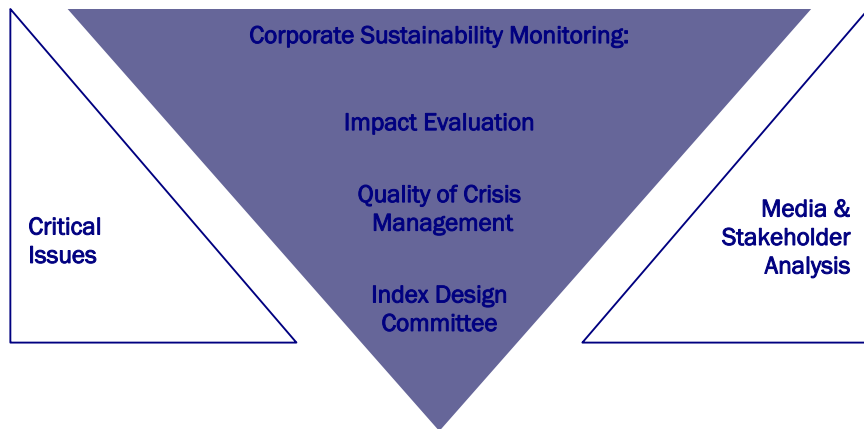 Corporate Sustainability Monitoring:
Impact Evaluation
Quality of Crisis
Management
Index Design
Committee
Critical
Issues
Media &
Stakeholder
Analysis